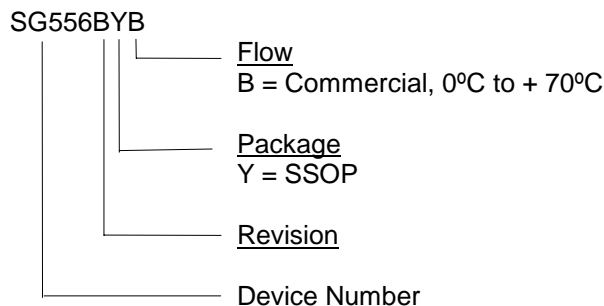 SG556BYB
Flow
B = Commercial, 0ºC to + 70ºC
Package
Y = SSOP
Revision
Device Number